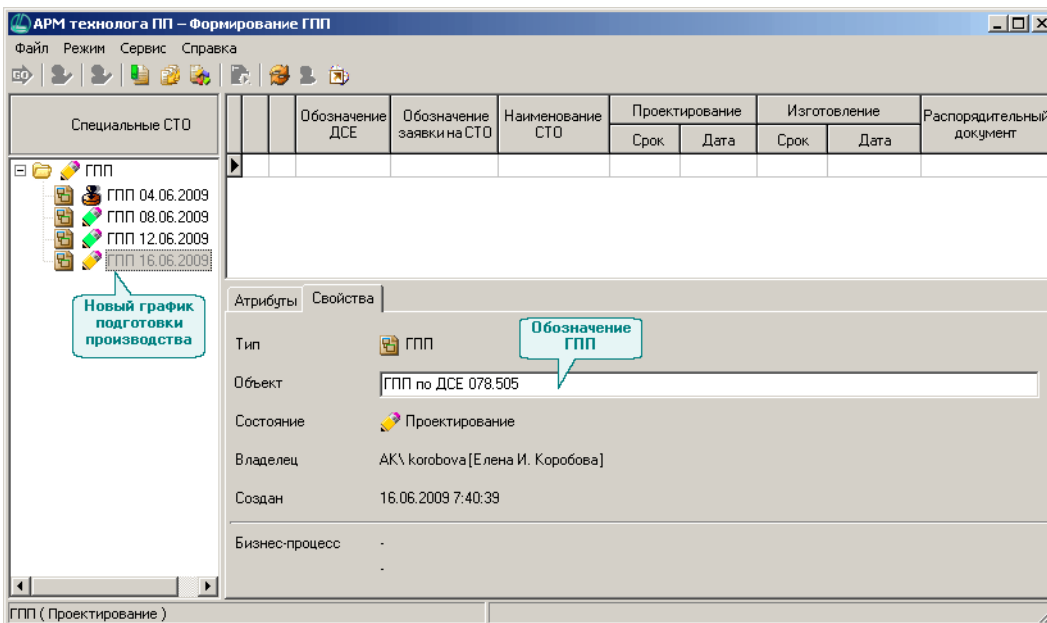 АРМ технолога ПП – Формирование ГПП
Файл Режим Сервис Справка
GO
Специальные СТО
Обозначение ДСЕ
Обозначение заявки на СТО
Наименование СТО
Проектирование
Срок Дата
Изготовление
Срок Дата
Распорядительный документ
ГПП
ГПП 04.06.2009
ГПП 08.06.2009
ГПП 12.06.2009
ГПП 16.06.2009
Новый график
подготовки
производства
Атрибуты Свойства
Обозначение
ГПП
Тип ГПП
Объект ГПП по ДСЕ 078.505
Состояние Проектирование
Владелец AK\ korobova [Елена И. Коробова]
Создан 16.06.2009 7:40:39
Бизнес-процесс -
-
ГПП ( Проектирование )